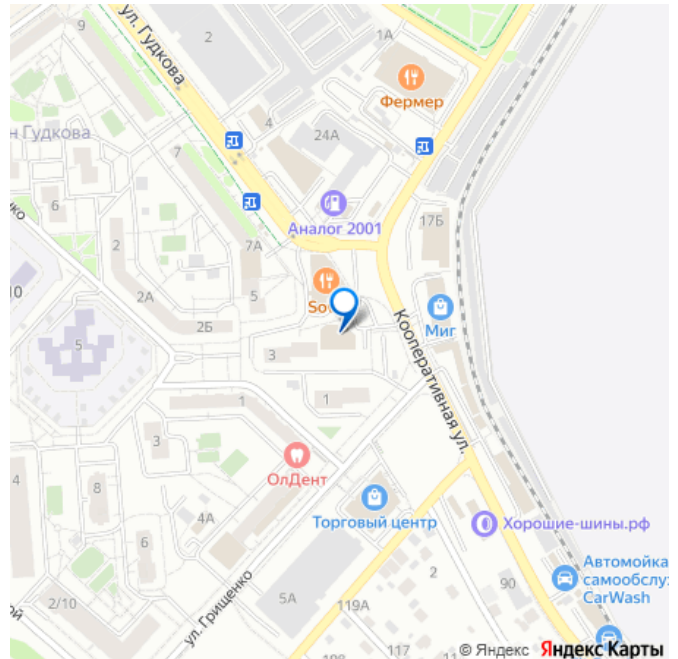 9
ул. Гудкова
2
1А
Фермер
4
24А
н Гудкова
7
6
2
7А
Аналог 2001
17Б
10
2А
5
2Б
5
3
Миг
Кооперативная ул.
1
1
3
ОлДент
4
8
4А
Торговый центр
Хорошие-шины.рф
6
2
90
Автомойка
самообслу
CarWash
ул. Грищенко
5А
2/10
119А
117
© Яндекс Яндекс Карты